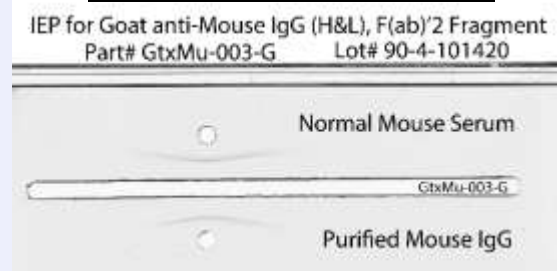 IEP for Goat anti-Mouse IgG (H&L), F(ab)'2 Fragment
Part# GtxMu-003-G Lot# 90-4-101420
Normal Mouse Serum
GtxMu-003-G
Purified Mouse IgG